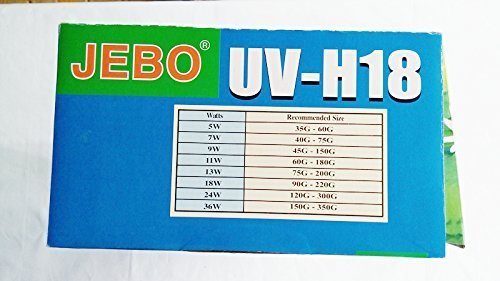 JEBO® UV-H18
Watts Recommended Size
5W 35G - 60G
7W 40G - 75G
9W 45G - 150G
11W 60G - 180G
13W 75G - 200G
18W 90G - 220G
24W 120G - 300G
36W 150G - 350G